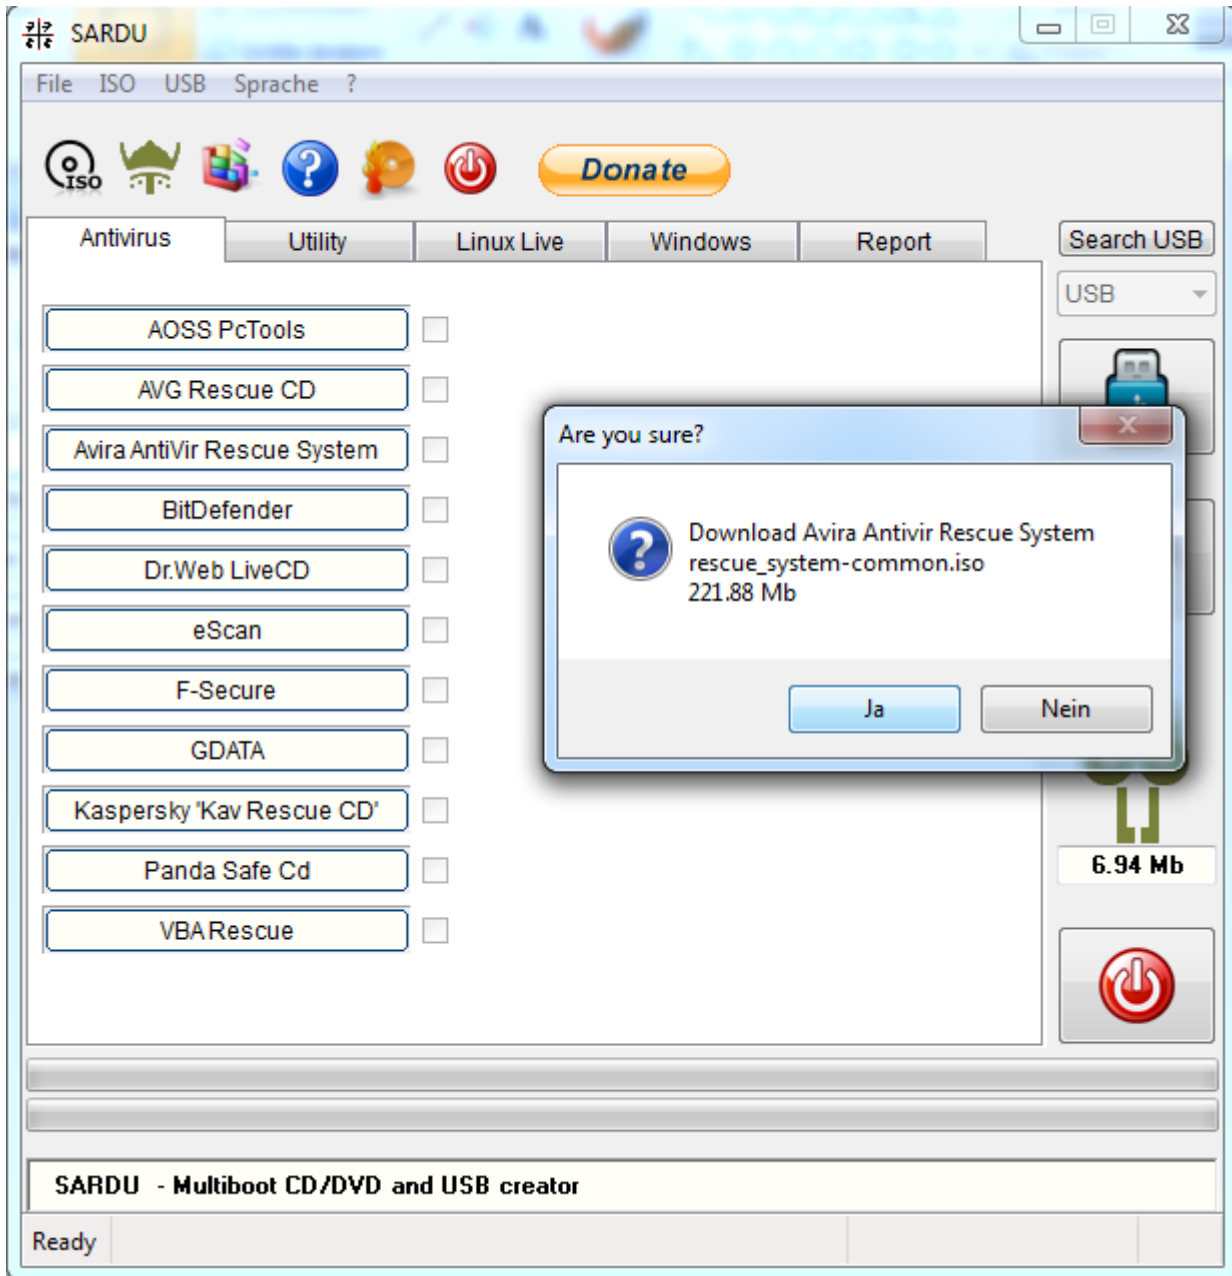 SARDU
File ISO USB Sprache ?
ISO
Donate
Antivirus Utility Linux Live Windows Report
Search USB
USB
AOSS PcTools
AVG Rescue CD
Avira AntiVir Rescue System
BitDefender
Dr.Web LiveCD
eScan
F-Secure
GDATA
Kaspersky 'Kav Rescue CD'
Panda Safe Cd
VBA Rescue
Are you sure?
Download Avira Antivir Rescue System
rescue_system-common.iso
221.88 Mb
Ja Nein
6.94 Mb
SARDU - Multiboot CD/DVD and USB creator
Ready